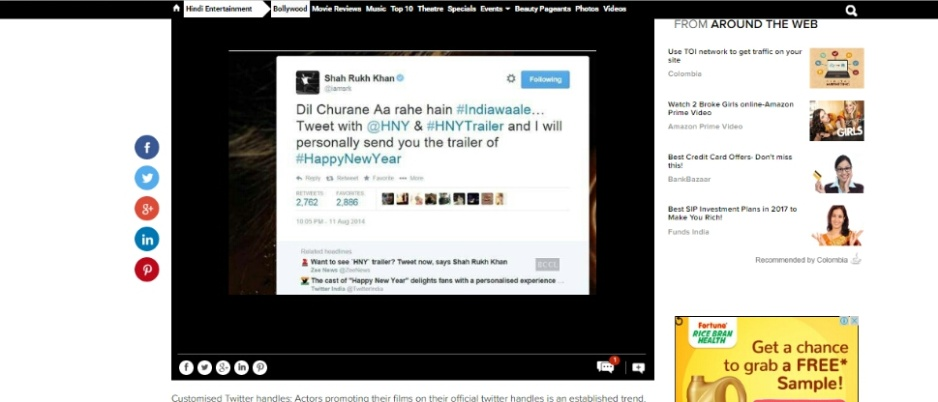 Hindi Entertainment Bollywood Movie Reviews Music Top 10 Theatre Specials Events Beauty Pageants Photos Videos
FROM AROUND THE WEB
Use TOI network to get traffic on your
site
Colombia
Watch 2 Broke Girls online-Amazon
Prime Video
Amazon Prime Video
GIRLS
Best Credit Card Offers- Don't miss
this!
BankBazaar
Best SIP Investment Plans in 2017 to
Make You Rich!
Funds India
Recommended by Colombia
Shah Rukh Khan
@iamsrk
Following
Dil Churane Aa rahe hain #Indiawaale...
Tweet with @HNY & #HNYTrailer and I will
personally send you the trailer of
#HappyNewYear
Reply Retweet Favorite More
RETWEETS FAVORITES
2,762 2,886
10:05 PM - 11 Aug 2014
Related headlines
Want to see 'HNY' trailer? Tweet now, says Shah Rukh Khan
Zee News @ZeeNews
The cast of "Happy New Year" delights fans with a personalised experience ...
Twitter India @TwitterIndia
ECCL
1
Fortune
RICE BRAN
HEALTH
Get a chance
to grab a FREE*
Sample!
Customised Twitter handles: Actors promoting their films on their official twitter handles is an established trend.